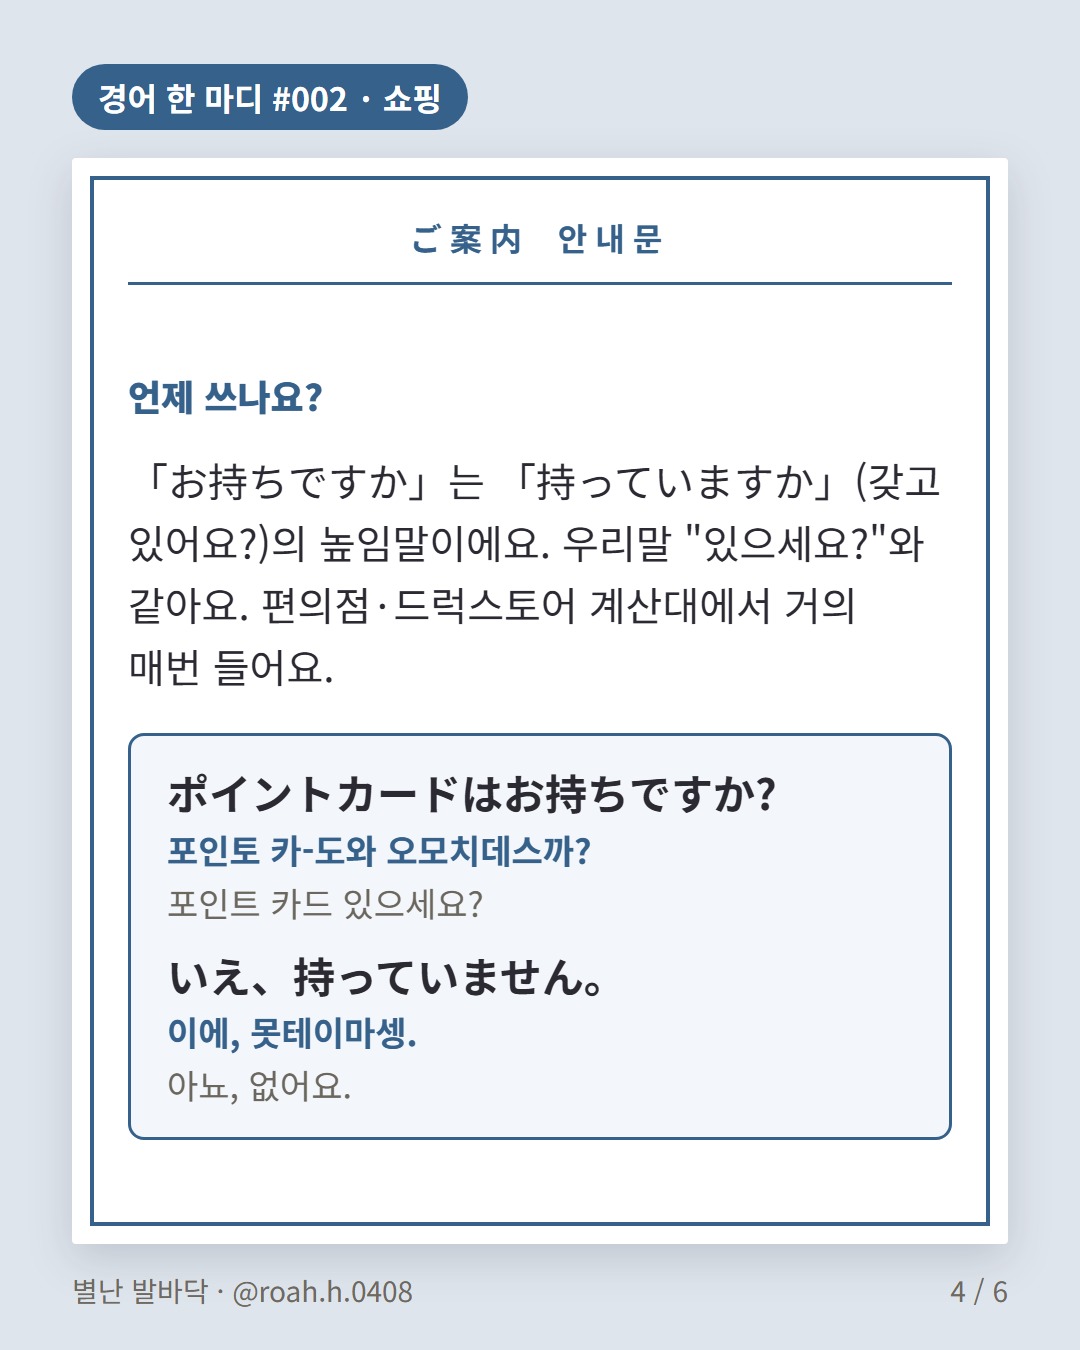 경어 한 마디 #002 · 쇼핑
ご案内 안내문
언제 쓰나요?
「お持ちですか」는 「持っていますか」(갖고
있어요?)의 높임말이에요. 우리말 "있으세요?"와
같아요. 편의점·드럭스토어 계산대에서 거의
매번 들어요.
ポイントカードはお持ちですか?
포인토 카-도와 오모치데스까?
포인트 카드 있으세요?
いえ、持っていません。
이에, 못테이마셍.
아뇨, 없어요.
별난 발바닥 · @roah.h.0408
4 / 6